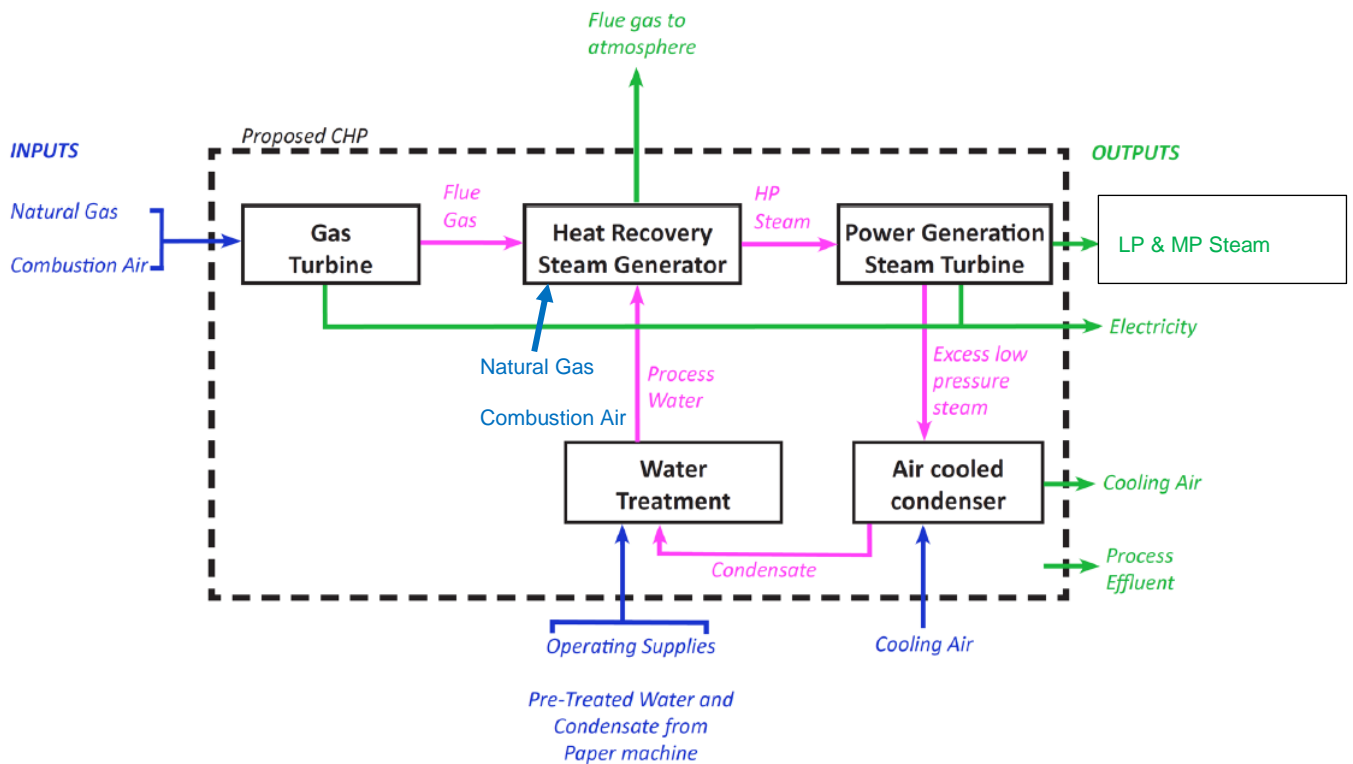 Flue gas to
atmosphere
Proposed CHP
INPUTS
OUTPUTS
Natural Gas
Combustion Air
Gas
Turbine
Flue
Gas
Heat Recovery
Steam Generator
HP
Steam
Power Generation
Steam Turbine
LP & MP Steam
Electricity
Natural Gas
Combustion Air
Process
Water
Excess low
pressure
steam
Water
Treatment
Air cooled
condenser
Cooling Air
Condensate
Process
Effluent
Operating Supplies
Cooling Air
Pre-Treated Water and
Condensate from
Paper machine